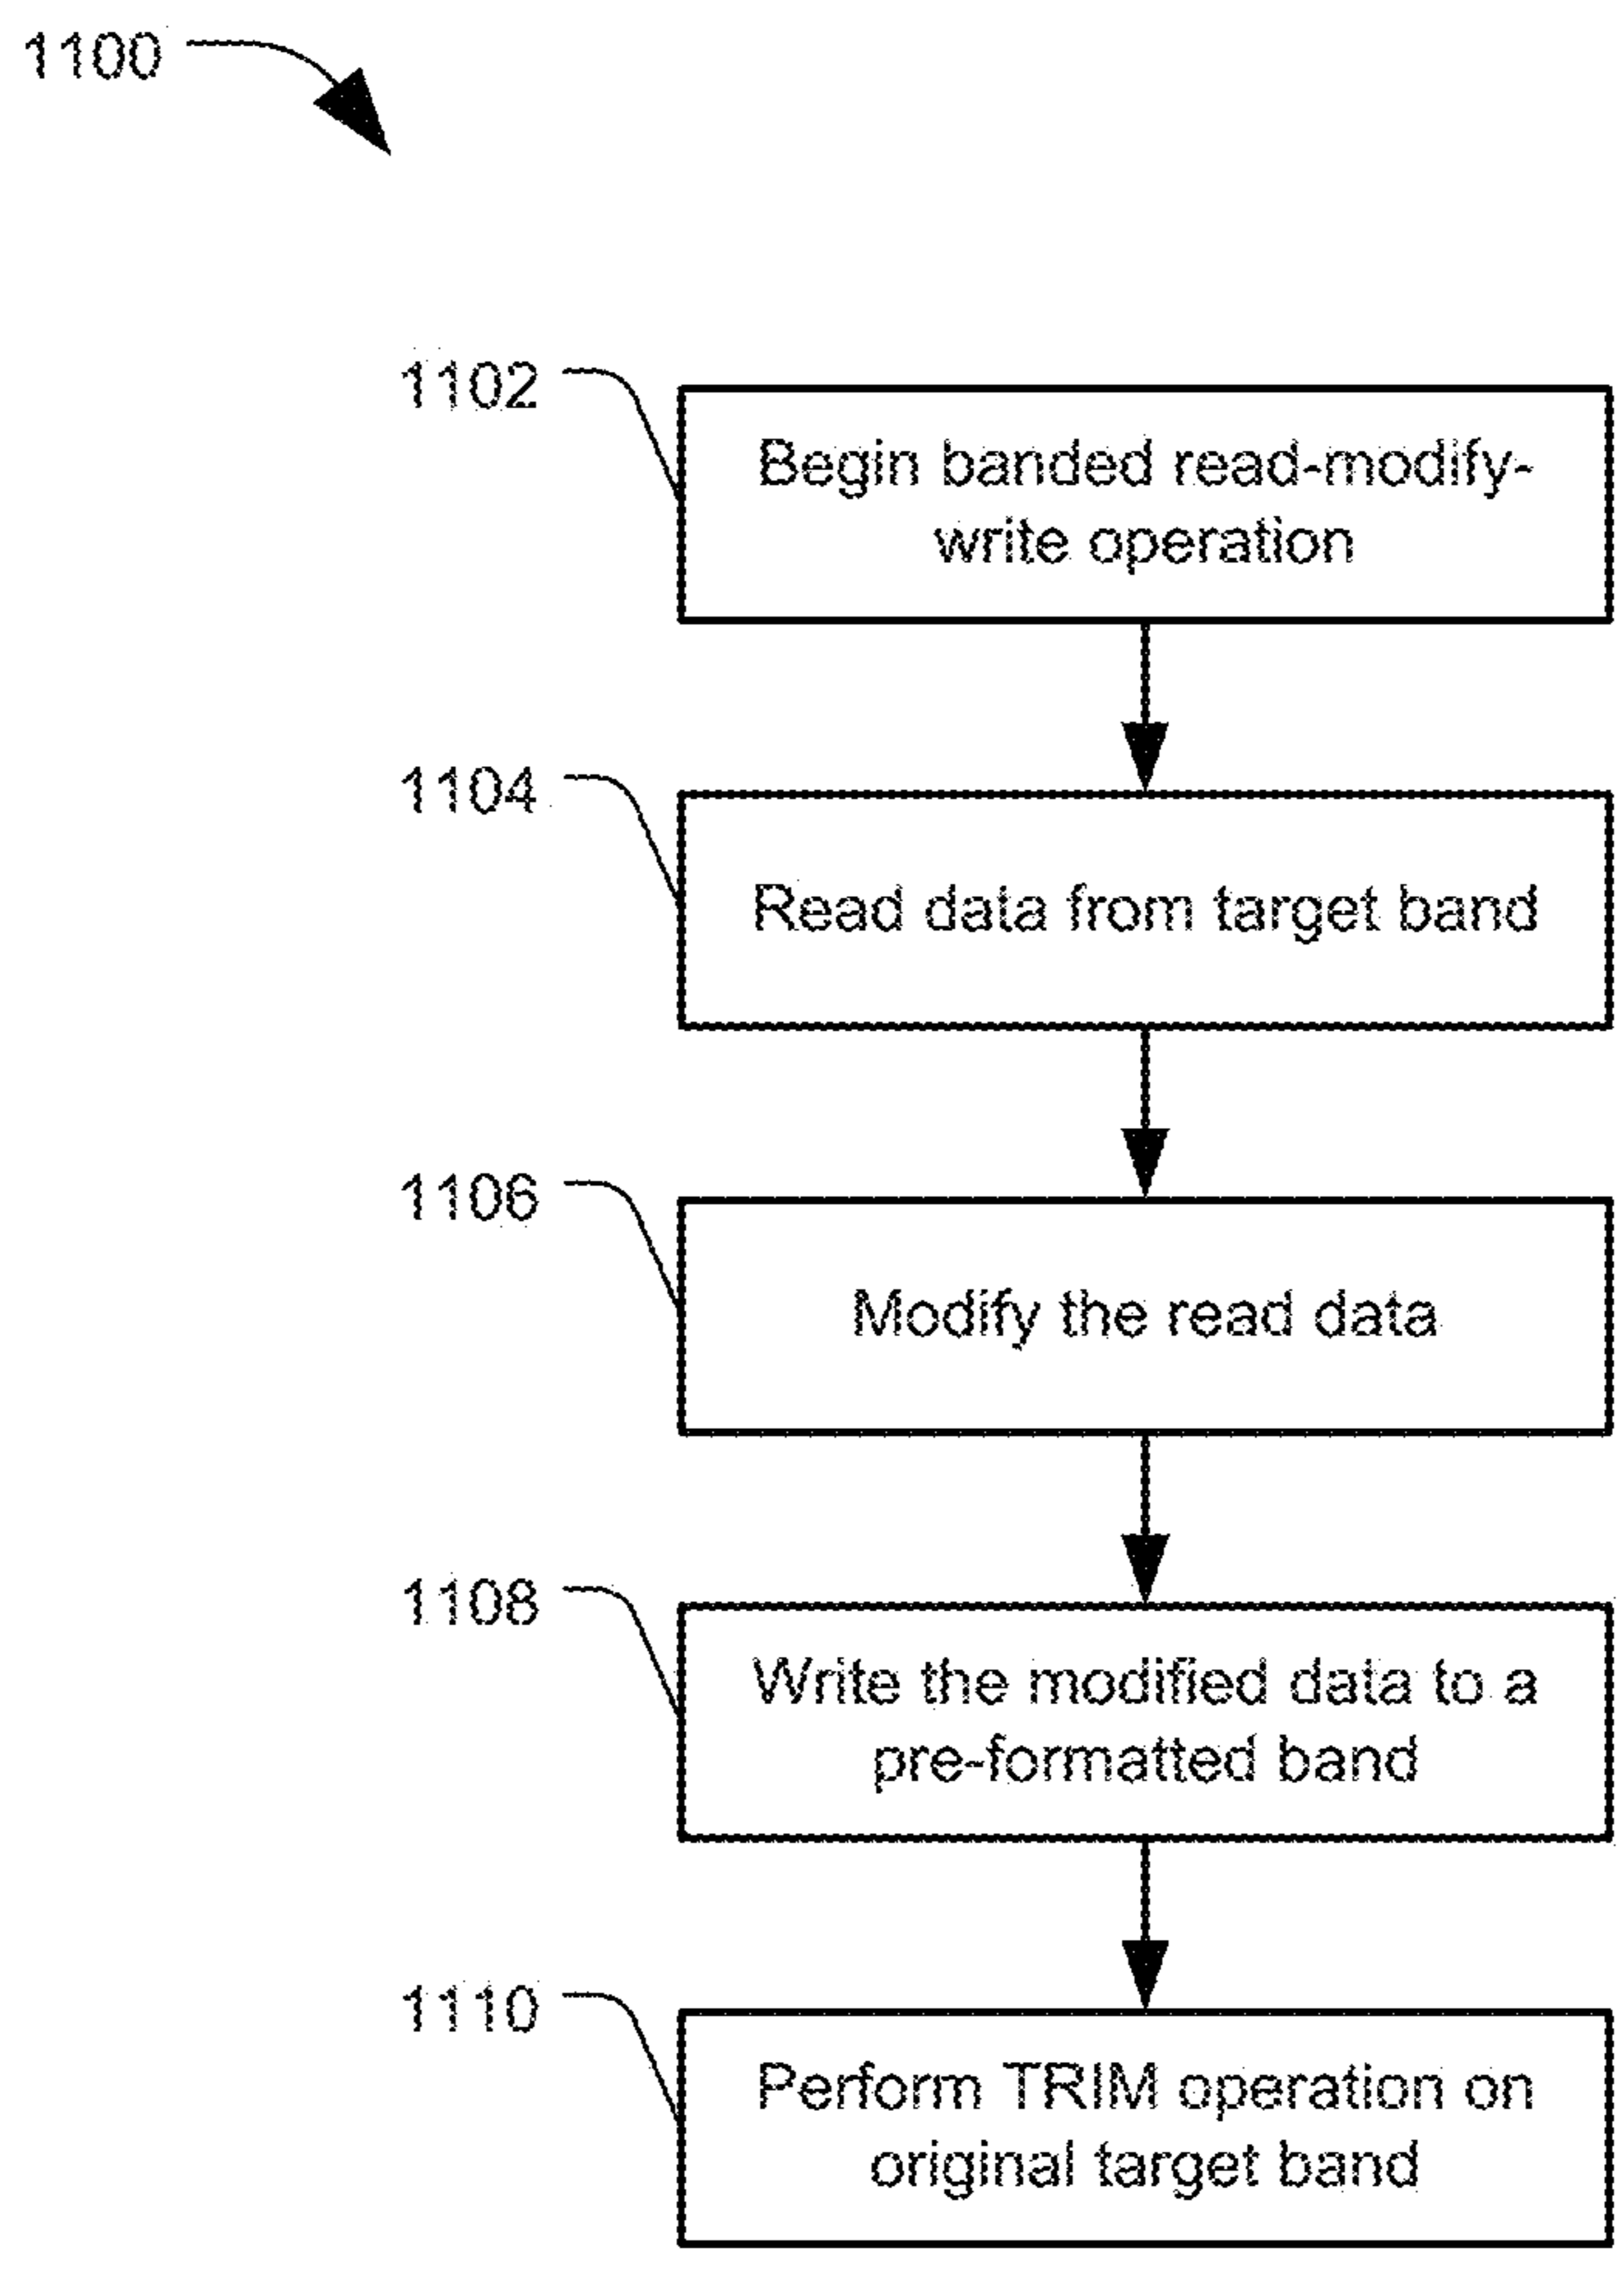 1100
1102
Begin banded read-modify-
write operation
1104
Read data from target band
1106
Modify the read data
1108
Write the modified data to a
pre-formatted band
1110
Perform TRIM operation on
original target band